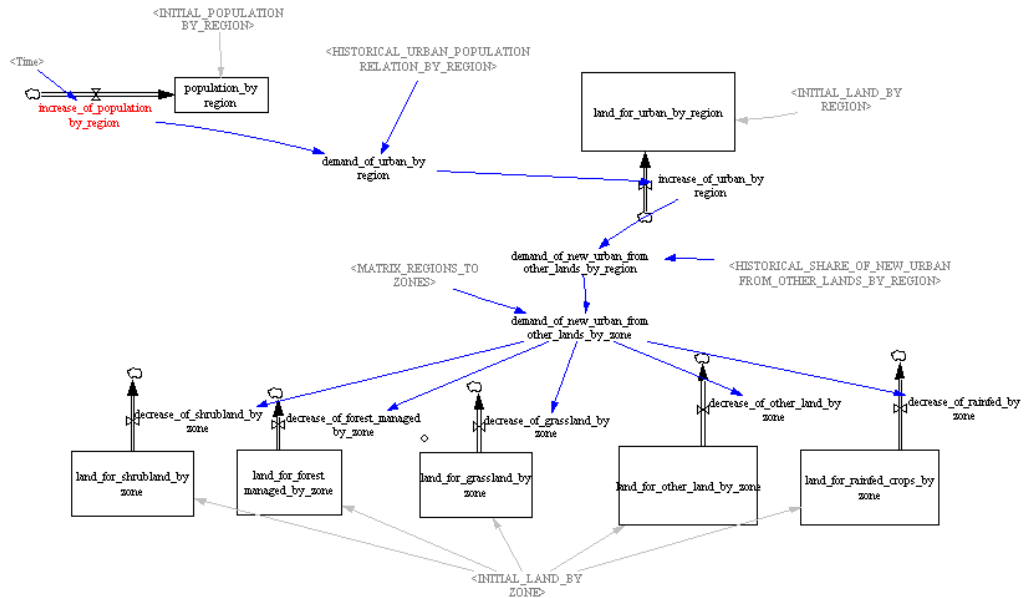 <INITIAL_POPULATION
BY_REGION>
<Time>
<HISTORICAL_URBAN_POPULATION
RELATION_BY_REGION>
population_by
region
increase_of_population
by_region
<INITIAL_LAND_BY
REGION>
land_for_urban_by_region
demand_of_urban_by
region
increase_of_urban_by
region
demand_of_new_urban_from
other_lands_by_region
<MATRIX_REGIONS_TO
ZONES>
<HISTORICAL_SHARE_OF_NEW_URBAN
FROM_OTHER_LANDS_BY_REGION>
demand_of_new_urban_from
other_lands_by_zone
decrease_of_shrubland_by
zone
decrease_of_forest_managed
by_zone
decrease_of_grassland_by
zone
decrease_of_other_land_by
zone
decrease_of_rainfed_by
zone
land_for_shrubland_by
zone
land_for_forest
managed_by_zone
land_for_grassland_by
zone
land_for_other_land_by_zone
land_for_rainfed_crops_by
zone
<INITIAL_LAND_BY
ZONE>